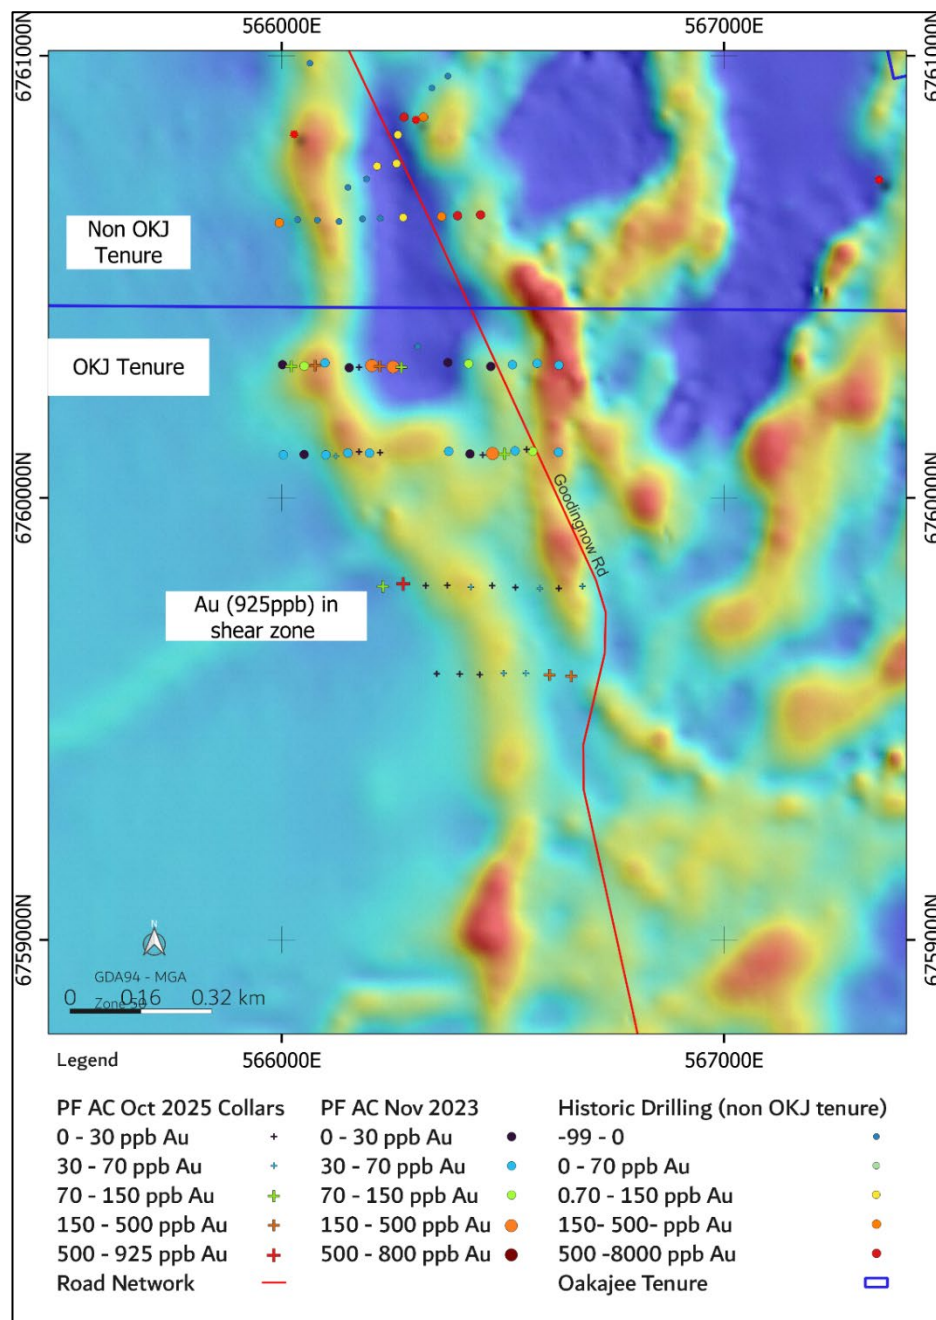 566000E 567000E
6761000N 6761000N
Non OKJ
Tenure
OKJ Tenure
6760000N 6760000N
Goodingnow Rd
Au (925ppb) in
shear zone
6759000N 6759000N
N
GDA94 - MGA
Zone 50
0 0.16 0.32 km
566000E 567000E
Legend
PF AC Oct 2025 Collars
0 - 30 ppb Au
30 - 70 ppb Au
70 - 150 ppb Au
150 - 500 ppb Au
500 - 925 ppb Au
Road Network
PF AC Nov 2023
0 - 30 ppb Au
30 - 70 ppb Au
70 - 150 ppb Au
150 - 500 ppb Au
500 - 800 ppb Au
Historic Drilling (non OKJ tenure)
-99 - 0
0 - 70 ppb Au
0.70 - 150 ppb Au
150- 500- ppb Au
500 -8000 ppb Au
Oakajee Tenure